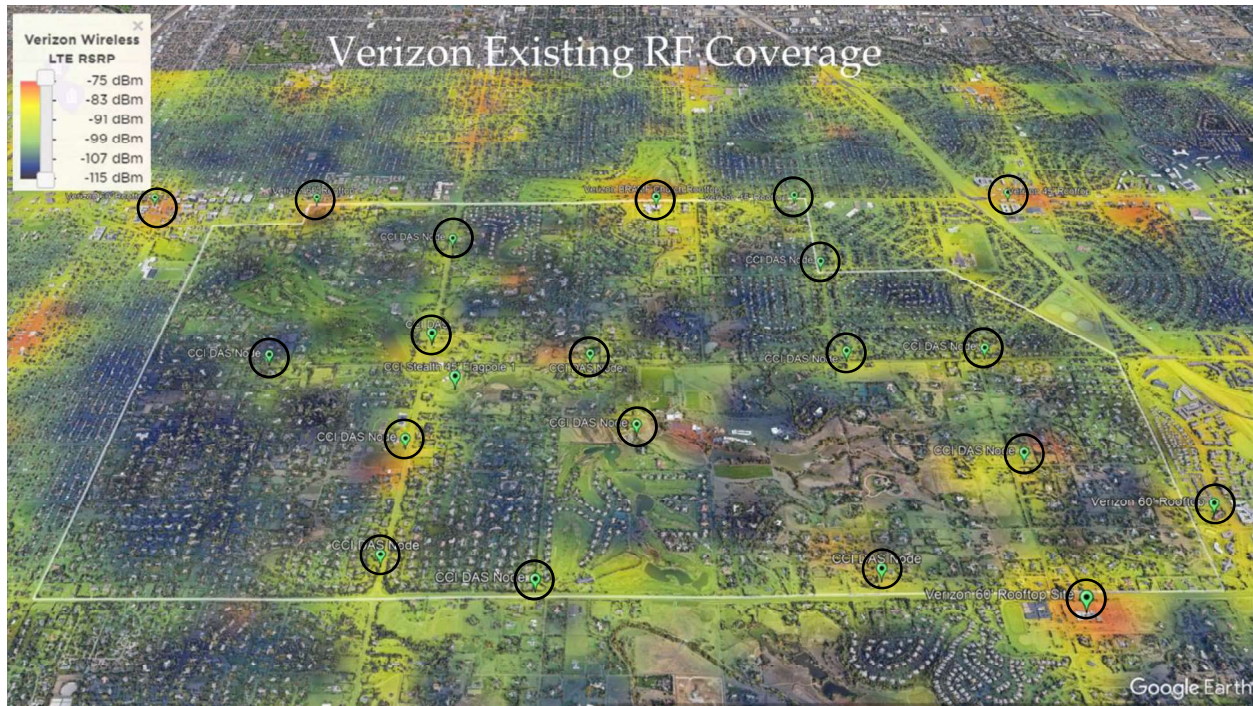 Verizon Wireless
LTE RSRP
-75 dBm
-83 dBm
-91 dBm
-99 dBm
-107 dBm
-115 dBm
Verizon Existing RF Coverage
CCI DAS Node
CCI DAS Node
CCI DAS
CCI DAS Node
CCI DAS Node
CCI DAS Node
CCI DAS Node
CCI Stealth 45' Flagpole 1
CCI DAS Node
CCI DAS Node
CCI DAS Node
Verizon 60' Rooftop
CCI DAS Node
CCI DAS Node
CCI DAS Node
Verizon 60' Rooftop Site
Google Earth